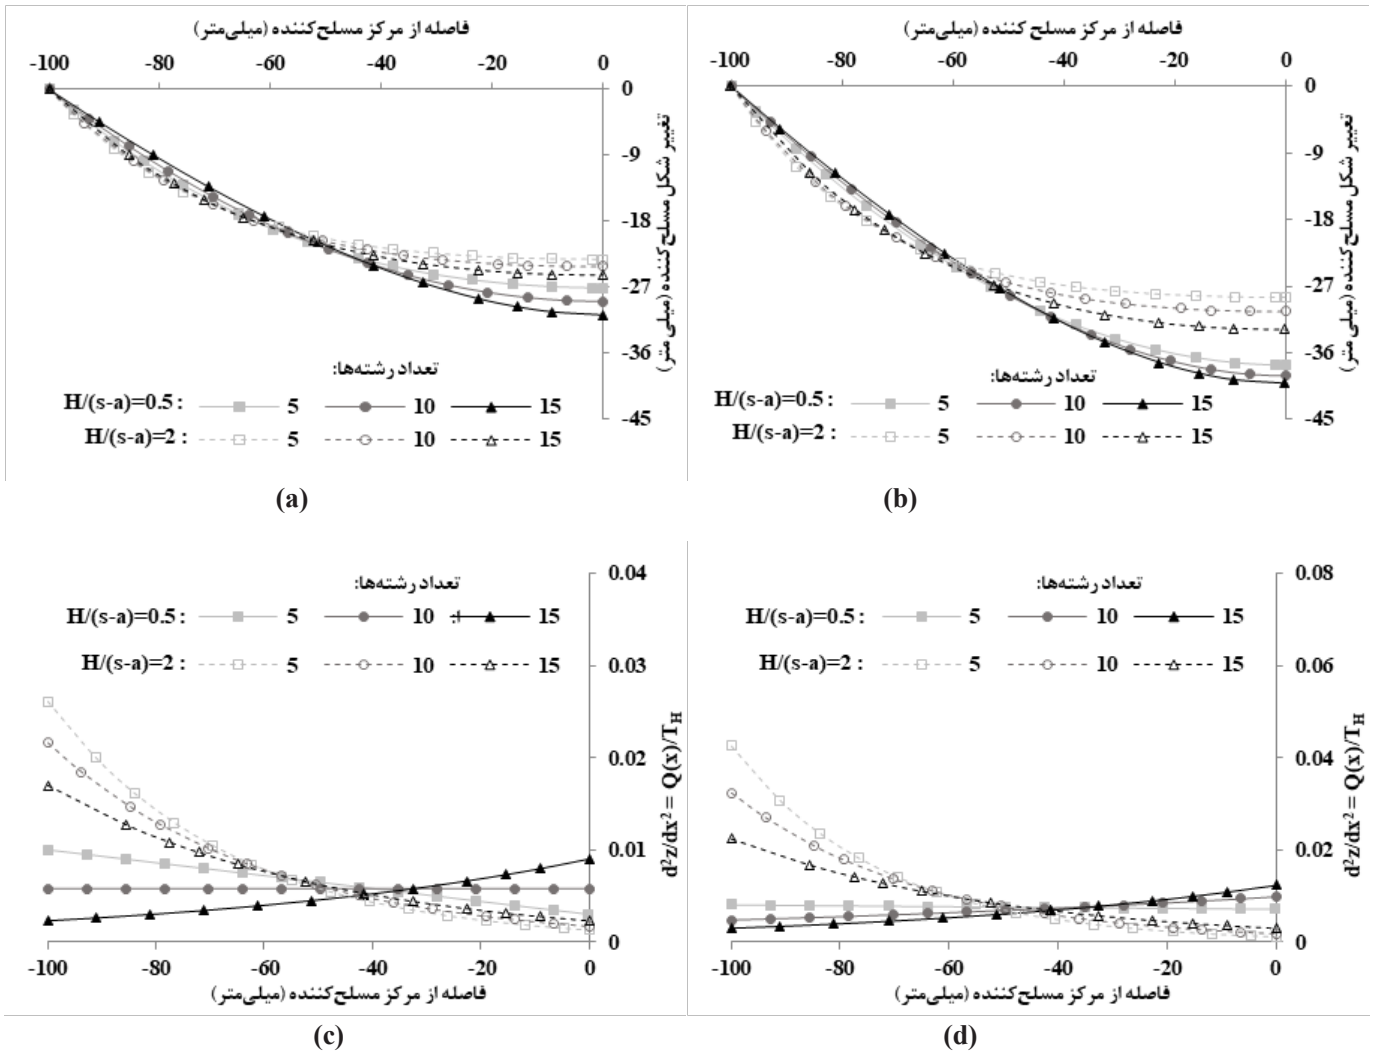 فاصله از مرکز مسلح‌کننده (میلی‌متر)
-100 -80 -60 -40 -20 0
0
-9
-18
-27
-36
-45
تغییر شکل مسلح‌کننده (میلی‌متر)
تعداد رشته‌ها:
H/(s-a)=0.5 : 5 10 15
H/(s-a)=2 : 5 10 15
(a)
فاصله از مرکز مسلح‌کننده (میلی‌متر)
-100 -80 -60 -40 -20 0
0
-9
-18
-27
-36
-45
تغییر شکل مسلح‌کننده (میلی‌متر)
تعداد رشته‌ها:
H/(s-a)=0.5 : 5 10 15
H/(s-a)=2 : 5 10 15
(b)
تعداد رشته‌ها:
H/(s-a)=0.5 : 5 10 15
H/(s-a)=2 : 5 10 15
0.04
0.03
0.02
0.01
0
d²z/dx² = Q(x)/T_H
-100 -80 -60 -40 -20 0
فاصله از مرکز مسلح‌کننده (میلی‌متر)
(c)
تعداد رشته‌ها:
H/(s-a)=0.5 : 5 10 15
H/(s-a)=2 : 5 10 15
0.08
0.06
0.04
0.02
0
d²z/dx² = Q(x)/T_H
-100 -80 -60 -40 -20 0
فاصله از مرکز مسلح‌کننده (میلی‌متر)
(d)